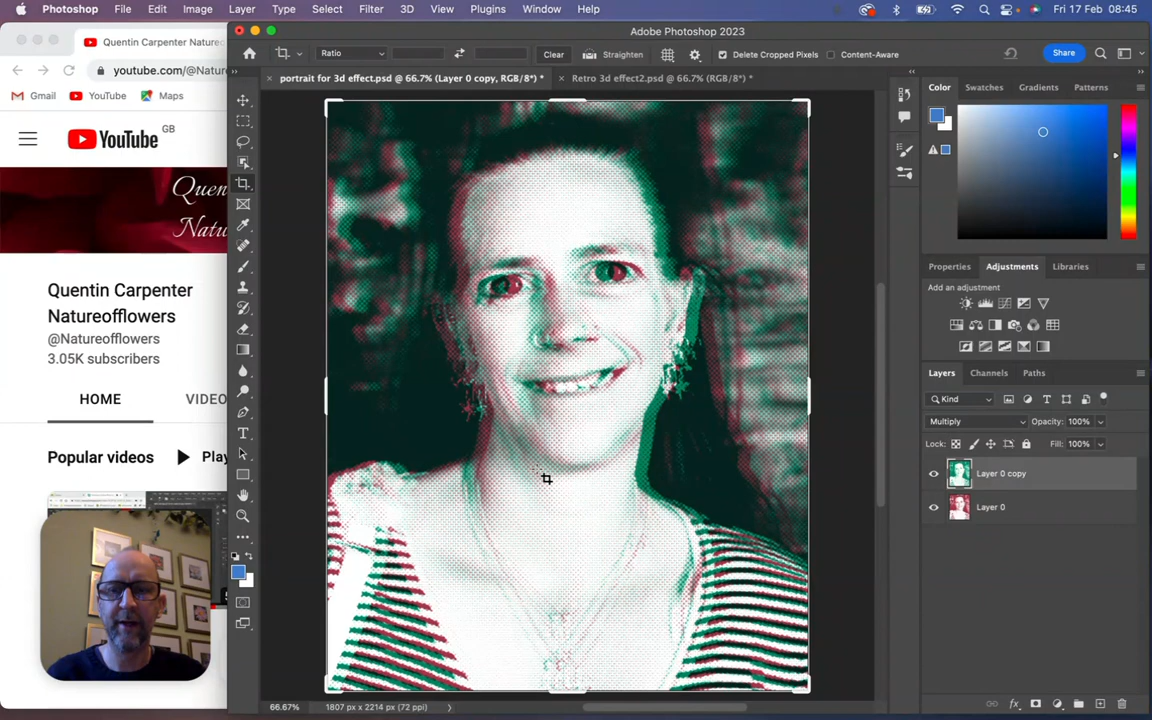 Photoshop File Edit Image Layer Type Select Filter 3D View Plugins Window Help Fri 17 Feb 08:45
Quentin Carpenter Nature
youtube.com/@Nature
Gmail YouTube Maps
YouTube GB
Quen
Natu
Quentin Carpenter
Natureofflowers
@Natureofflowers
3.05K subscribers
HOME VIDEO
Popular videos Play
Adobe Photoshop 2023
Ratio Clear Straighten Delete Cropped Pixels Content-Aware Share
portrait for 3d effect.psd @ 66.7% (Layer 0 copy, RGB/8*) * Retro 3d effect2.psd @ 66.7% (RGB/8*) *
66.67% 1807 px x 2214 px (72 ppi)
Color Swatches Gradients Patterns
Properties Adjustments Libraries
Add an adjustment
Layers Channels Paths
Kind
Multiply Opacity: 100%
Lock: Fill: 100%
Layer 0 copy
Layer 0